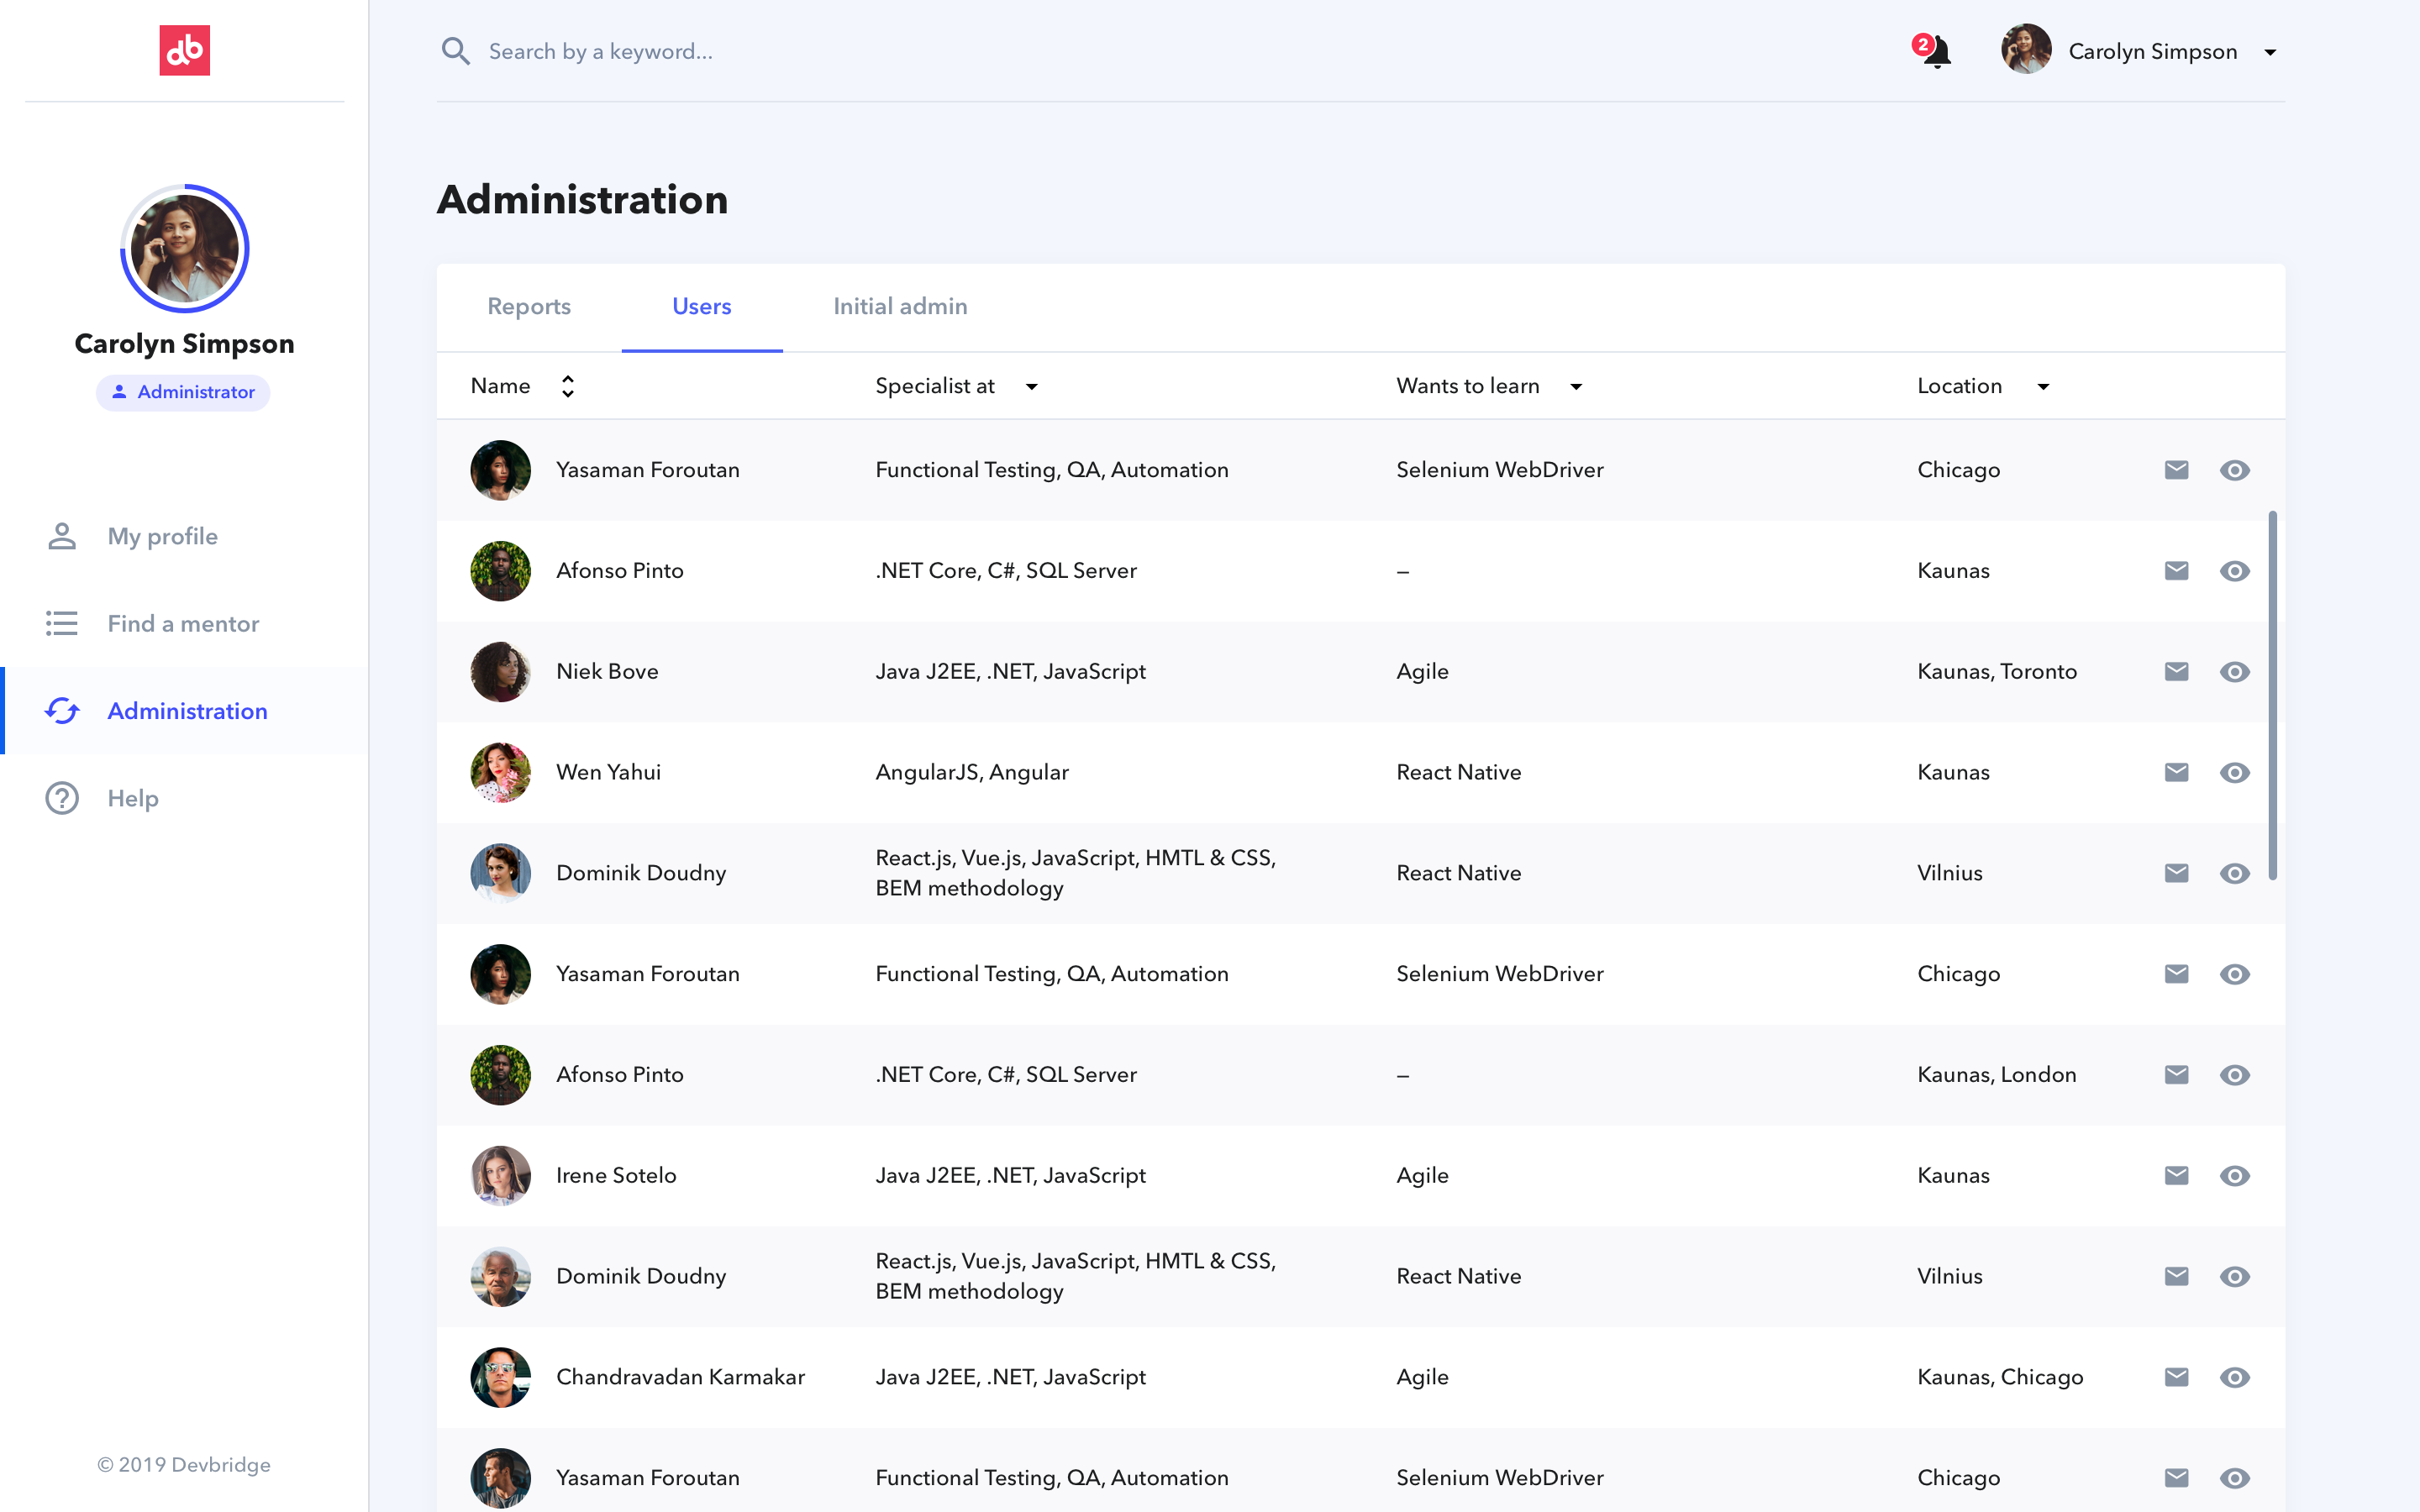 db
Search by a keyword...
2
Carolyn Simpson
Carolyn Simpson
Administrator
My profile
Find a mentor
Administration
Help
© 2019 Devbridge
Administration
Reports Users Initial admin
Name Specialist at Wants to learn Location
Yasaman Foroutan Functional Testing, QA, Automation Selenium WebDriver Chicago
Afonso Pinto .NET Core, C#, SQL Server – Kaunas
Niek Bove Java J2EE, .NET, JavaScript Agile Kaunas, Toronto
Wen Yahui AngularJS, Angular React Native Kaunas
Dominik Doudny React.js, Vue.js, JavaScript, HMTL & CSS, React Native Vilnius
BEM methodology
Yasaman Foroutan Functional Testing, QA, Automation Selenium WebDriver Chicago
Afonso Pinto .NET Core, C#, SQL Server – Kaunas, London
Irene Sotelo Java J2EE, .NET, JavaScript Agile Kaunas
Dominik Doudny React.js, Vue.js, JavaScript, HMTL & CSS, React Native Vilnius
BEM methodology
Chandravadan Karmakar Java J2EE, .NET, JavaScript Agile Kaunas, Chicago
Yasaman Foroutan Functional Testing, QA, Automation Selenium WebDriver Chicago